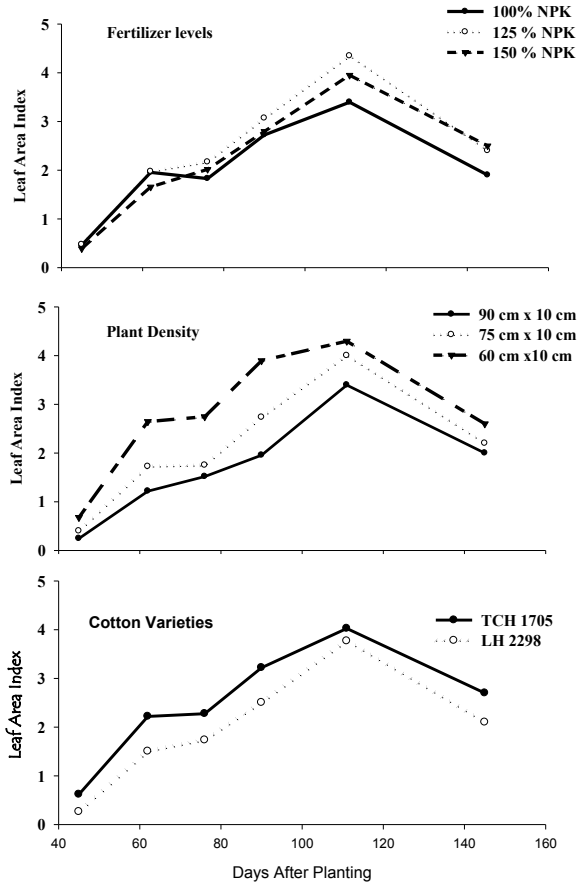 Fertilizer levels
100% NPK
125 % NPK
150 % NPK
Leaf Area Index
5
4
3
2
1
0
Plant Density
90 cm x 10 cm
75 cm x 10 cm
60 cm x10 cm
Leaf Area Index
5
4
3
2
1
0
Cotton Varieties
TCH 1705
LH 2298
Leaf Area Index
5
4
3
2
1
0
40 60 80 100 120 140 160
Days After Planting